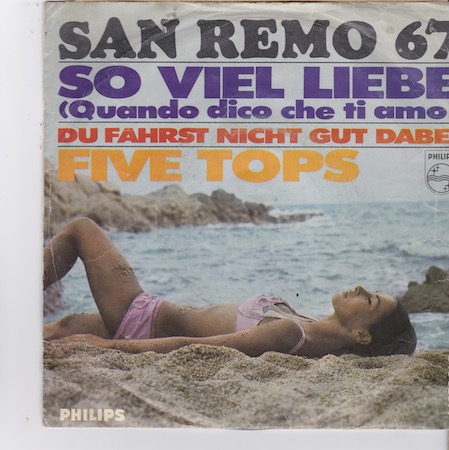 SAN REMO 67
SO VIEL LIEBE
(Quando dico che ti amo
DU FÄHRST NICHT GUT DABE
FIVE TOPS
PHILIPS
PHILIPS